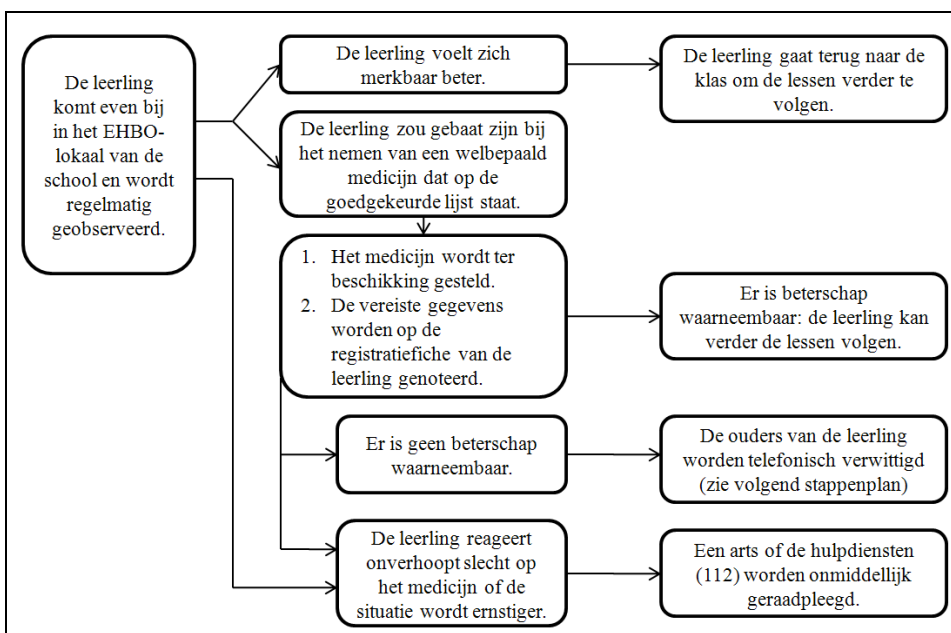 De leerling
komt even bij
in het EHBO-
lokaal van de
school en wordt
regelmatig
geobserveerd.
De leerling voelt zich
merkbaar beter.
De leerling gaat terug naar de
klas om de lessen verder te
volgen.
De leerling zou gebaat zijn bij
het nemen van een welbepaald
medicijn dat op de
goedgekeurde lijst staat.
1. Het medicijn wordt ter
beschikking gesteld.
2. De vereiste gegevens
worden op de
registratiefiche van de
leerling genoteerd.
Er is beterschap
waarneembaar: de leerling kan
verder de lessen volgen.
Er is geen beterschap
waarneembaar.
De ouders van de leerling
worden telefonisch verwittigd
(zie volgend stappenplan)
De leerling reageert
onverhoopt slecht op
het medicijn of de
situatie wordt ernstiger.
Een arts of de hulpdiensten
(112) worden onmiddellijk
geraadpleegd.